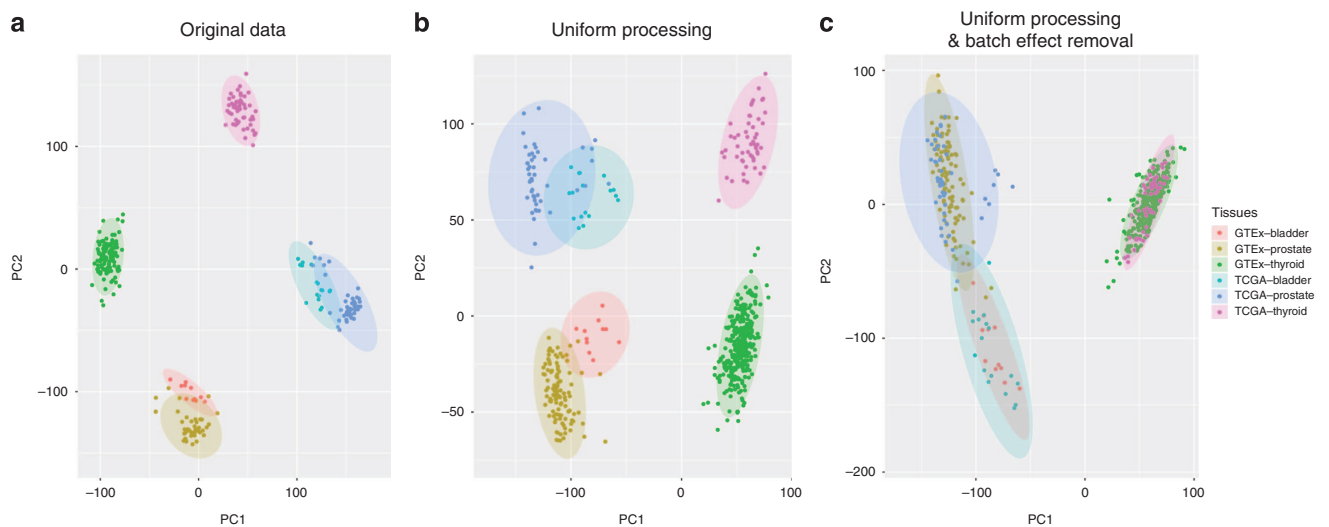 a
Original data
100
0
−100
−100
0
100
PC2
PC1
b
Uniform processing
100
50
0
−50
−100
0
100
PC2
PC1
c
Uniform processing
& batch effect removal
100
0
−100
−200
−100
0
100
PC2
PC1
Tissues
GTEx–bladder
GTEx–prostate
GTEx–thyroid
TCGA–bladder
TCGA–prostate
TCGA–thyroid